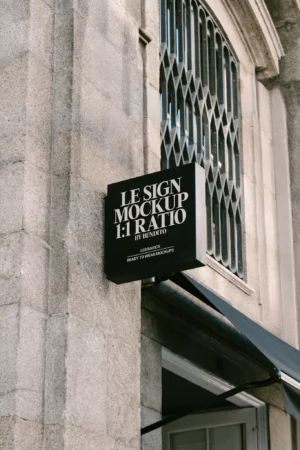 LE SIGN
MOCKUP
1:1 RATIO
BY BENDITO
READY TO WEAR MOCKUPS